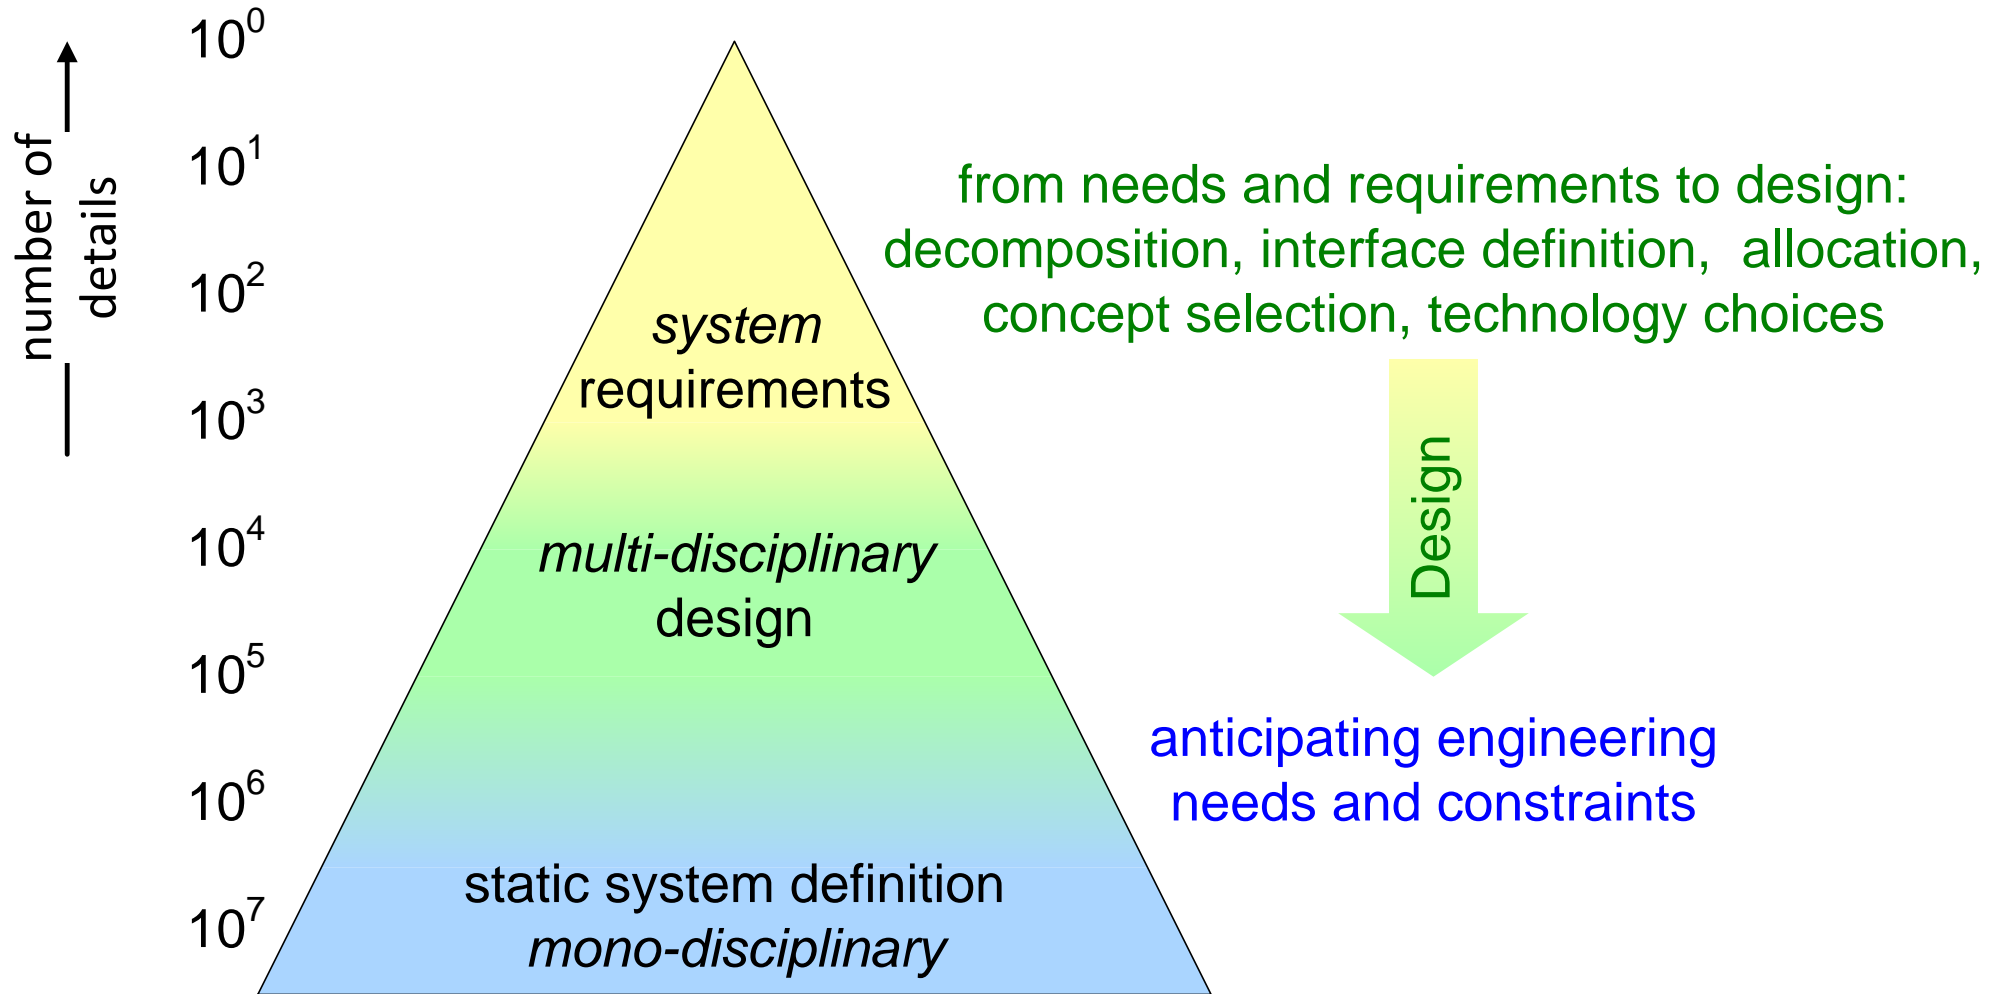 number of
details
10^0
10^1
10^2
10^3
10^4
10^5
10^6
10^7
system
requirements
multi-disciplinary
design
static system definition
mono-disciplinary
from needs and requirements to design:
decomposition, interface definition, allocation,
concept selection, technology choices
Design
anticipating engineering
needs and constraints